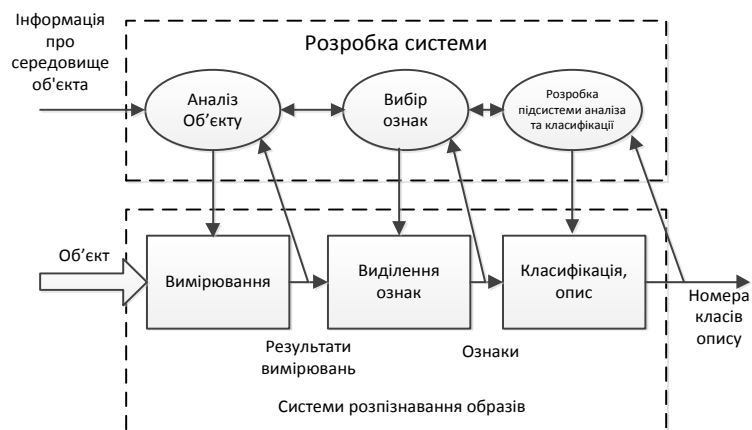 Інформація
про
середовище
об'єкта
Розробка системи
Аналіз
Об’єкту
Вибір
ознак
Розробка
підсистеми аналіза
та класифікації
Об’єкт
Вимірювання
Виділення
ознак
Класифікація,
опис
Номера
класів
опису
Результати
вимірювань
Ознаки
Системи розпізнавання образів